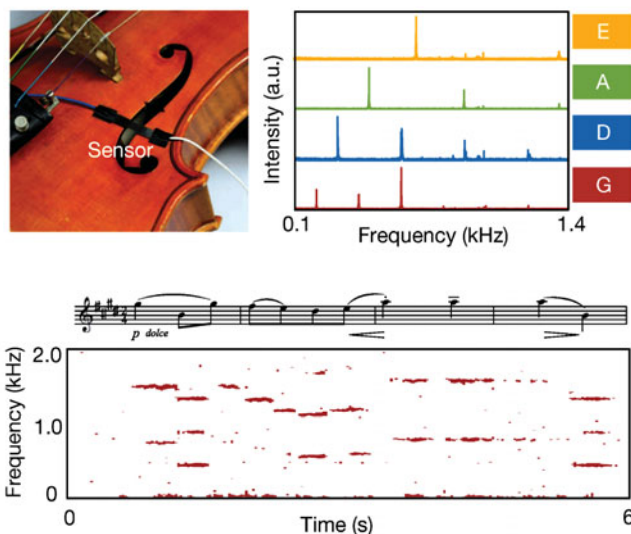 Sensor
Intensity (a.u.)
E
A
D
G
0.1
1.4
Frequency (kHz)
p dolce
2.0
1.0
0
Frequency (kHz)
0
6
Time (s)